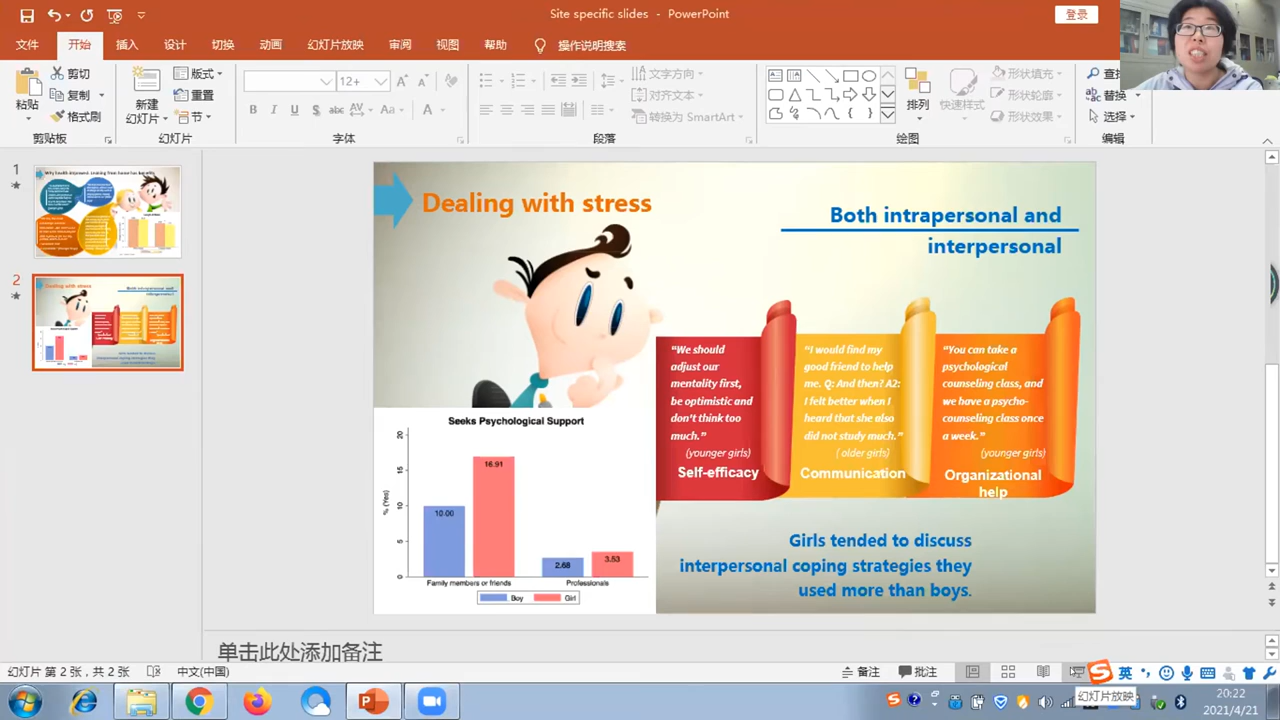 Site specific slides - PowerPoint
登录
文件 开始 插入 设计 切换 动画 幻灯片放映 审阅 视图 帮助 操作说明搜索
粘贴
剪切
复制
格式刷
剪贴板
新建
幻灯片
版式
重置
节
幻灯片
12+
字体
文字方向
对齐文本
转换为 SmartArt
段落
排列
快速样式
形状填充
形状轮廓
形状效果
绘图
替换
选择
编辑
1
2
Dealing with stress
Both intrapersonal and
interpersonal
“We should
adjust our
mentality first,
be optimistic and
don't think too
much.”
(younger girls)
Self-efficacy
“I would find my
good friend to help
me. Q: And then? A2:
I felt better when I
heard that she also
did not study much.”
( older girls)
Communication
“You can take a
psychological
counseling class, and
we have a psycho-
counseling class once
a week.”
(younger girls)
Organizational
help
Seeks Psychological Support
% (Yes)
20
15
10
5
0
10.00
16.91
2.68
3.53
Family members or friends
Professionals
Boy Girl
Girls tended to discuss
interpersonal coping strategies they
used more than boys.
单击此处添加备注
幻灯片 第 2 张，共 2 张 中文(中国)
备注 批注
英
幻灯片放映
20:22
2021/4/21